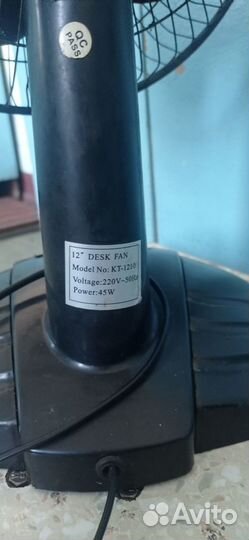 QC
PASS
12" DESK FAN
Model No: KT-1210
Voltage:220V~50Hz
Power:45W
Avito